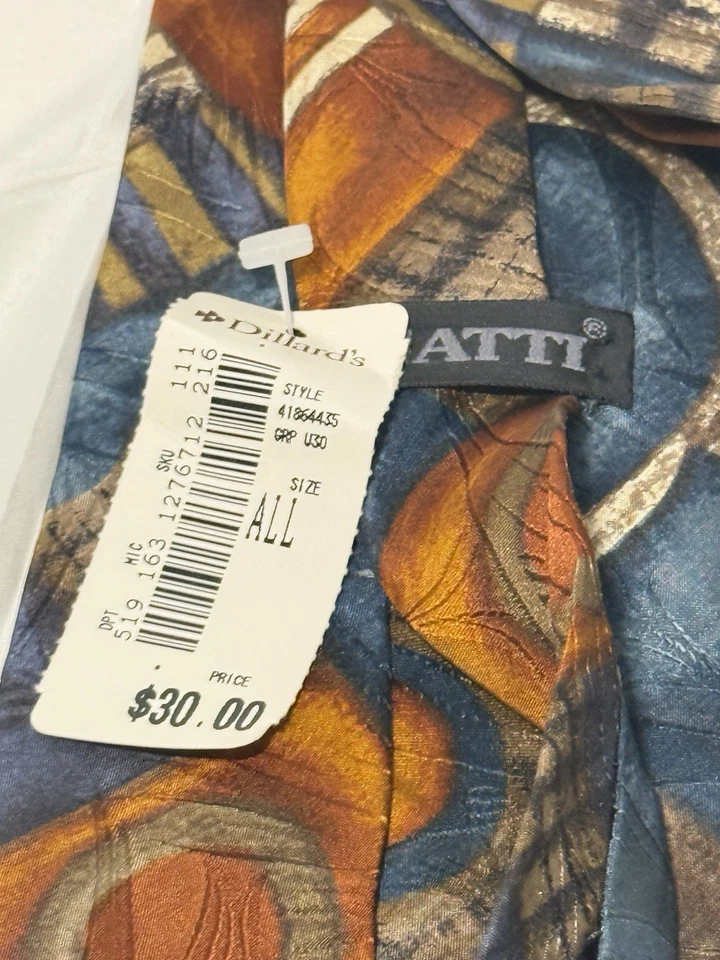 Dillard's
ATTI®
111 216
STYLE
41864435
GRP U30
SKU
1276712
SIZE
ALL
MIC
163
DPT
519
PRICE
$30.00